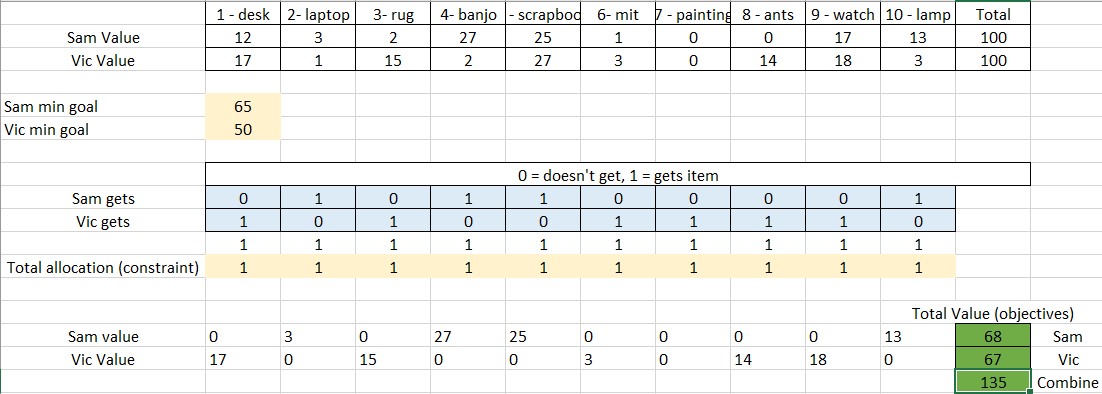 1 - desk 2- laptop 3- rug 4- banjo - scrapboo 6- mit 7 - painting 8 - ants 9 - watch 10 - lamp Total
Sam Value 12 3 2 27 25 1 0 0 17 13 100
Vic Value 17 1 15 2 27 3 0 14 18 3 100
Sam min goal 65
Vic min goal 50
0 = doesn't get, 1 = gets item
Sam gets 0 1 0 1 1 0 0 0 0 1
Vic gets 1 0 1 0 0 1 1 1 1 0
1 1 1 1 1 1 1 1 1 1
Total allocation (constraint) 1 1 1 1 1 1 1 1 1 1
Total Value (objectives)
Sam value 0 3 0 27 25 0 0 0 0 13 68 Sam
Vic Value 17 0 15 0 0 3 0 14 18 0 67 Vic
135 Combine